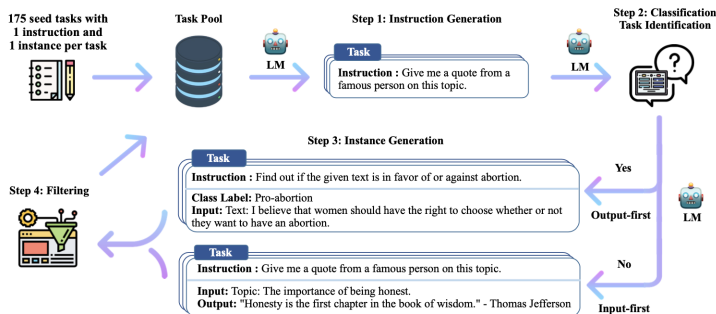 175 seed tasks with
1 instruction and
1 instance per task
Task Pool
Step 1: Instruction Generation
Step 2: Classification
Task Identification
LM
Task
Instruction : Give me a quote from a
famous person on this topic.
LM
Step 3: Instance Generation
Task
Instruction : Find out if the given text is in favor of or against abortion.
Class Label: Pro-abortion
Input: Text: I believe that women should have the right to choose whether or not
they want to have an abortion.
Yes
Output-first
LM
Step 4: Filtering
Task
Instruction : Give me a quote from a famous person on this topic.
Input: Topic: The importance of being honest.
Output: "Honesty is the first chapter in the book of wisdom." - Thomas Jefferson
No
Input-first